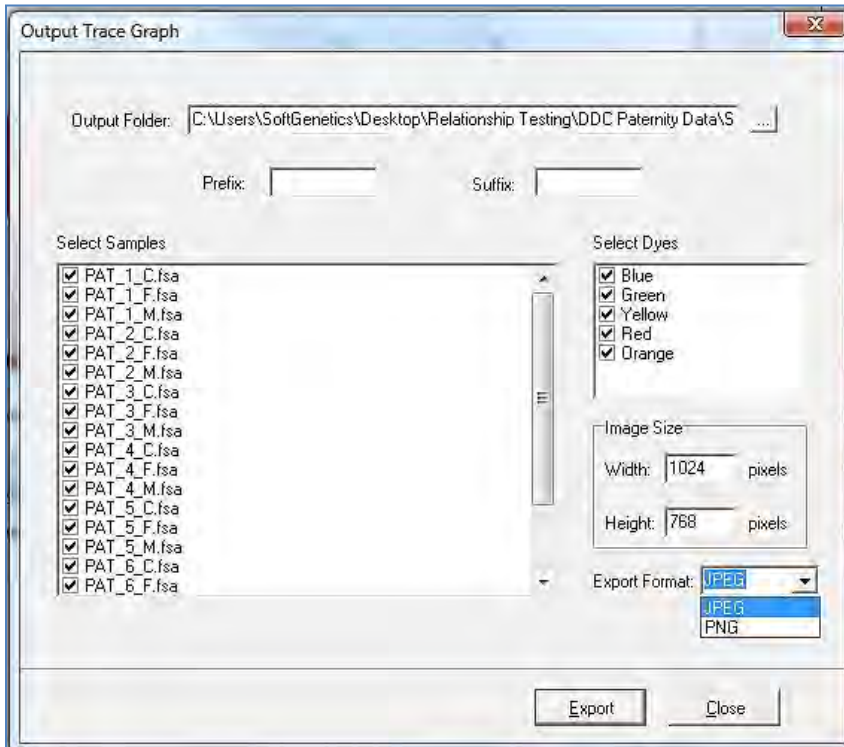 Output Trace Graph
Output Folder: C:\Users\SoftGenetics\Desktop\Relationship Testing\DDC Paternity Data\S ...
Prefix: Suffix:
Select Samples
PAT_1_C.fsa
PAT_1_F.fsa
PAT_1_M.fsa
PAT_2_C.fsa
PAT_2_F.fsa
PAT_2_M.fsa
PAT_3_C.fsa
PAT_3_F.fsa
PAT_3_M.fsa
PAT_4_C.fsa
PAT_4_F.fsa
PAT_4_M.fsa
PAT_5_C.fsa
PAT_5_F.fsa
PAT_5_M.fsa
PAT_6_C.fsa
PAT_6_F.fsa
Select Dyes
Blue
Green
Yellow
Red
Orange
Image Size
Width: 1024 pixels
Height: 768 pixels
Export Format: JPEG
JPEG
PNG
Export Close